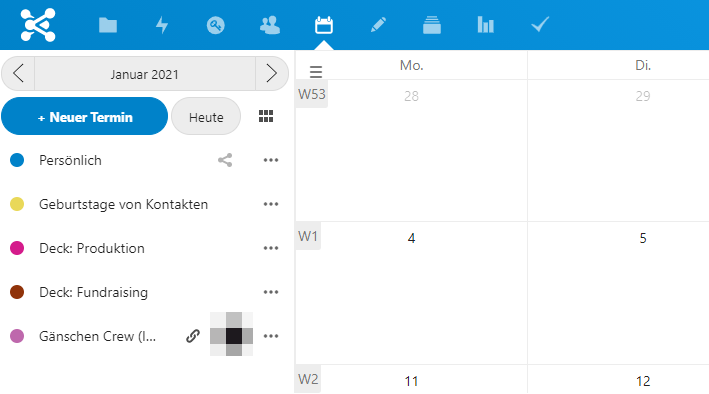 Januar 2021
+ Neuer Termin
Heute
Persönlich
Geburtstage von Kontakten
Deck: Produktion
Deck: Fundraising
Gänschen Crew (I...
Mo.
Di.
W53
28
29
W1
4
5
W2
11
12